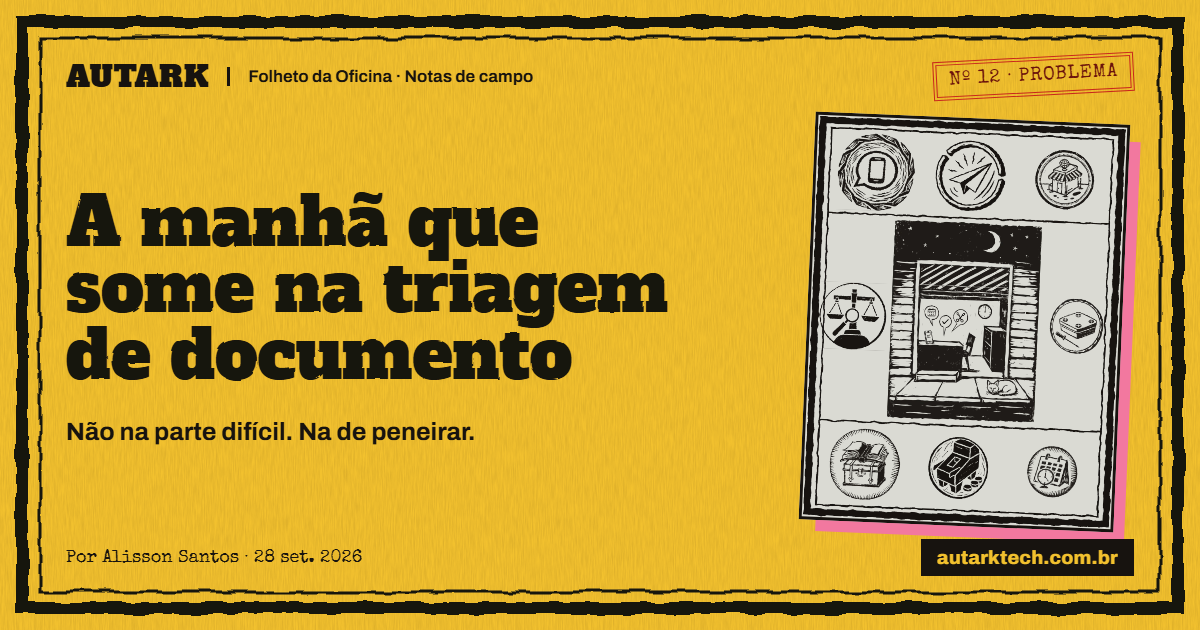 AUTARK | Folheto da Oficina · Notas de campo
Nº 12 · PROBLEMA
A manhã que
some na triagem
de documento
Não na parte difícil. Na de peneirar.
Por Alisson Santos · 28 set. 2026
autarktech.com.br